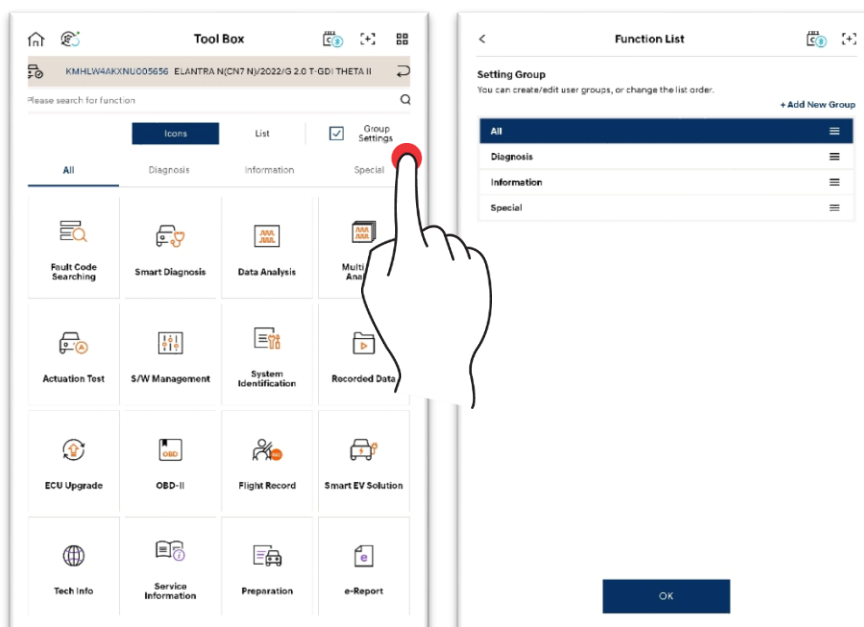 Tool Box
KMHLW4AKXNU005656 ELANTRA N(CN7 N)/2022/G 2.0 T-GDI THETA II
Please search for function
Icons
List
Group
Settings
All
Diagnosis
Information
Special
Fault Code
Searching
Smart Diagnosis
Data Analysis
Multi
Actuation Test
S/W Management
System
Identification
Recorded Data
ECU Upgrade
OBD
OBD-II
Flight Record
Smart EV Solution
Tech Info
Service
Information
Preparation
e
e-Report
Function List
Setting Group
You can create/edit user groups, or change the list order.
+ Add New Group
All
Diagnosis
Information
Special
OK